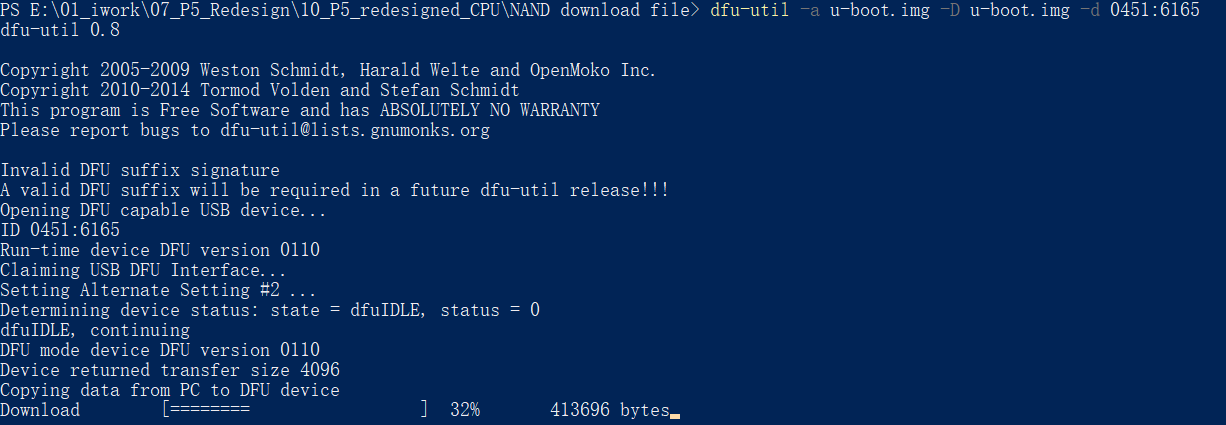 PS E:\01_iwork\07_P5_Redesign\10_P5_redesigned_CPU\NAND download file> dfu-util -a u-boot.img -D u-boot.img -d 0451:6165
dfu-util 0.8
Copyright 2005-2009 Weston Schmidt, Harald Welte and OpenMoko Inc.
Copyright 2010-2014 Tormod Volden and Stefan Schmidt
This program is Free Software and has ABSOLUTELY NO WARRANTY
Please report bugs to dfu-util@lists.gnumonks.org
Invalid DFU suffix signature
A valid DFU suffix will be required in a future dfu-util release!!!
Opening DFU capable USB device...
ID 0451:6165
Run-time device DFU version 0110
Claiming USB DFU Interface...
Setting Alternate Setting #2 ...
Determining device status: state = dfuIDLE, status = 0
dfuIDLE, continuing
DFU mode device DFU version 0110
Device returned transfer size 4096
Copying data from PC to DFU device
Download        [========                 ]  32%       413696 bytes